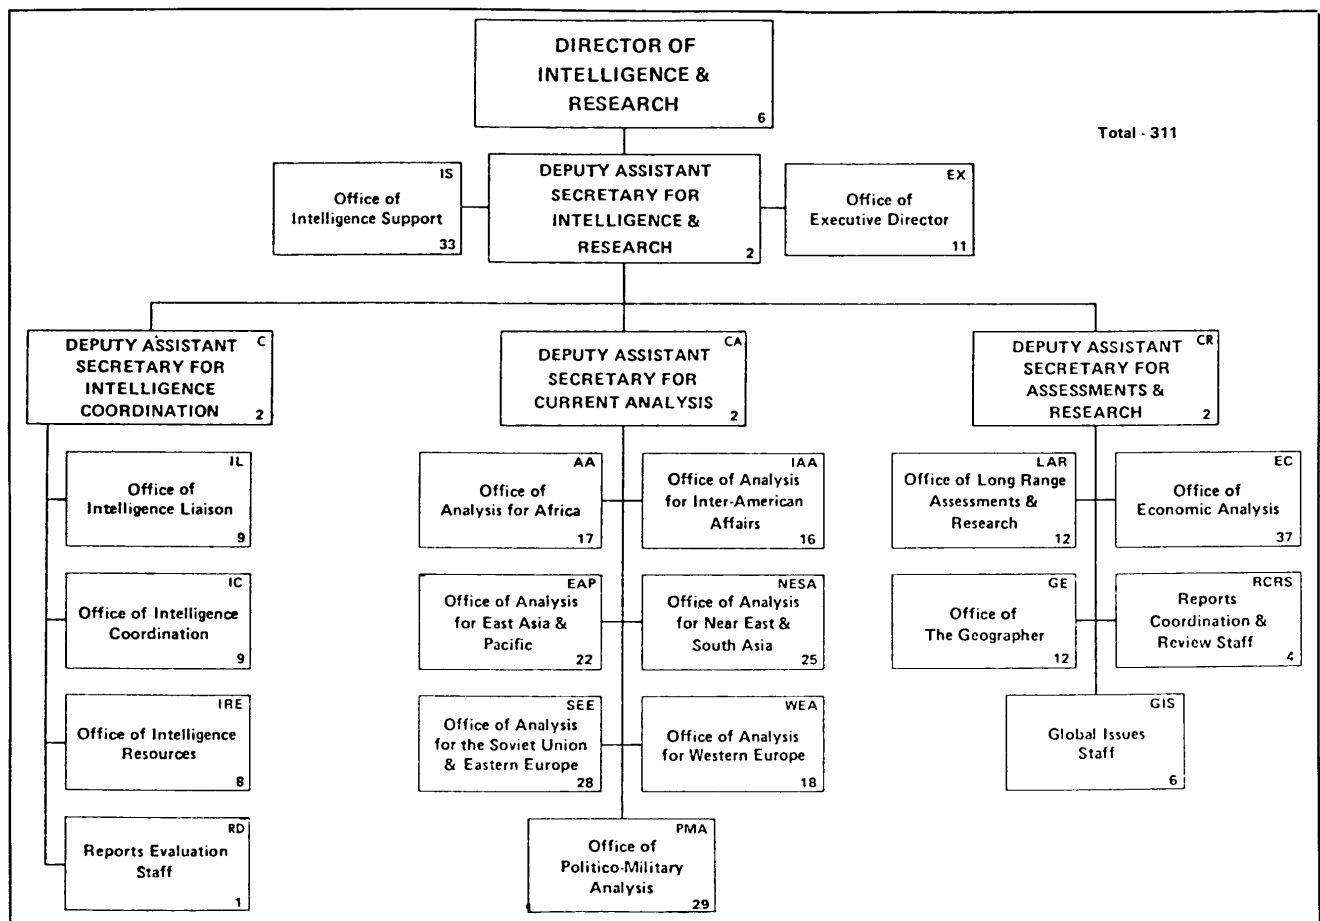 DIRECTOR OF
INTELLIGENCE &
RESEARCH
6
Total - 311
IS
Office of
Intelligence Support
33
DEPUTY ASSISTANT
SECRETARY FOR
INTELLIGENCE &
RESEARCH
2
EX
Office of
Executive Director
11
DEPUTY ASSISTANT
SECRETARY FOR
INTELLIGENCE
COORDINATION
C
2
DEPUTY ASSISTANT
SECRETARY FOR
CURRENT ANALYSIS
CA
2
DEPUTY ASSISTANT
SECRETARY FOR
ASSESSMENTS &
RESEARCH
CR
2
IL
Office of
Intelligence Liaison
9
IC
Office of Intelligence
Coordination
9
IRE
Office of Intelligence
Resources
8
RD
Reports Evaluation
Staff
1
AA
Office of
Analysis for Africa
17
IAA
Office of Analysis
for Inter-American
Affairs
16
EAP
Office of Analysis
for East Asia &
Pacific
22
NESA
Office of Analysis
for Near East &
South Asia
25
SEE
Office of Analysis
for the Soviet Union
& Eastern Europe
28
WEA
Office of Analysis
for Western Europe
18
PMA
Office of
Politico-Military
Analysis
29
LAR
Office of Long Range
Assessments &
Research
12
EC
Office of
Economic Analysis
37
GE
Office of
The Geographer
12
RCRS
Reports
Coordination &
Review Staff
4
GIS
Global Issues
Staff
6